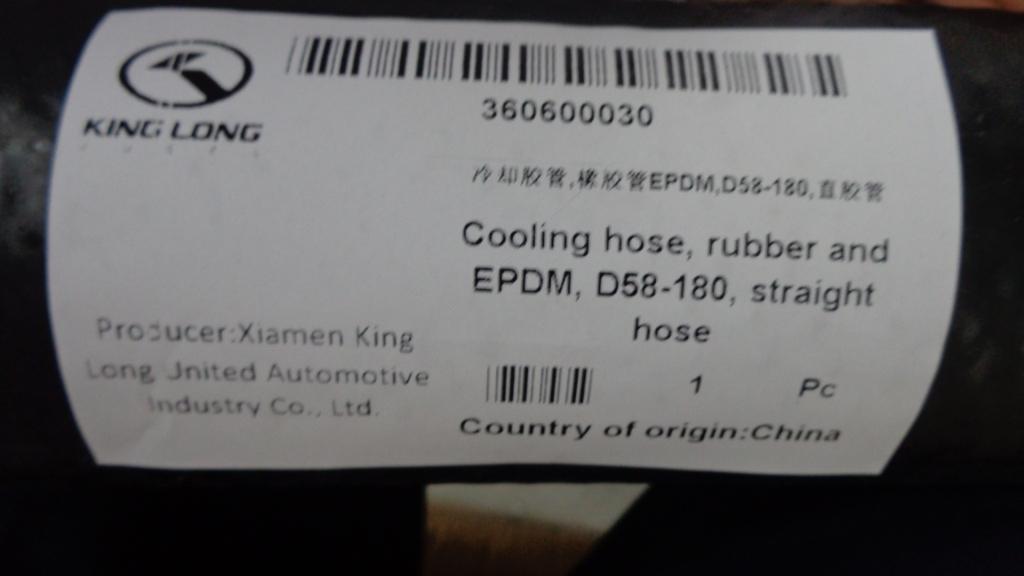 KING LONG
360600030
冷却胶管,橡胶管EPDM,D58-180,直胶管
Cooling hose, rubber and
EPDM, D58-180, straight
hose
Producer:Xiamen King
Long United Automotive
Industry Co., Ltd.
1 Pc
Country of origin:China